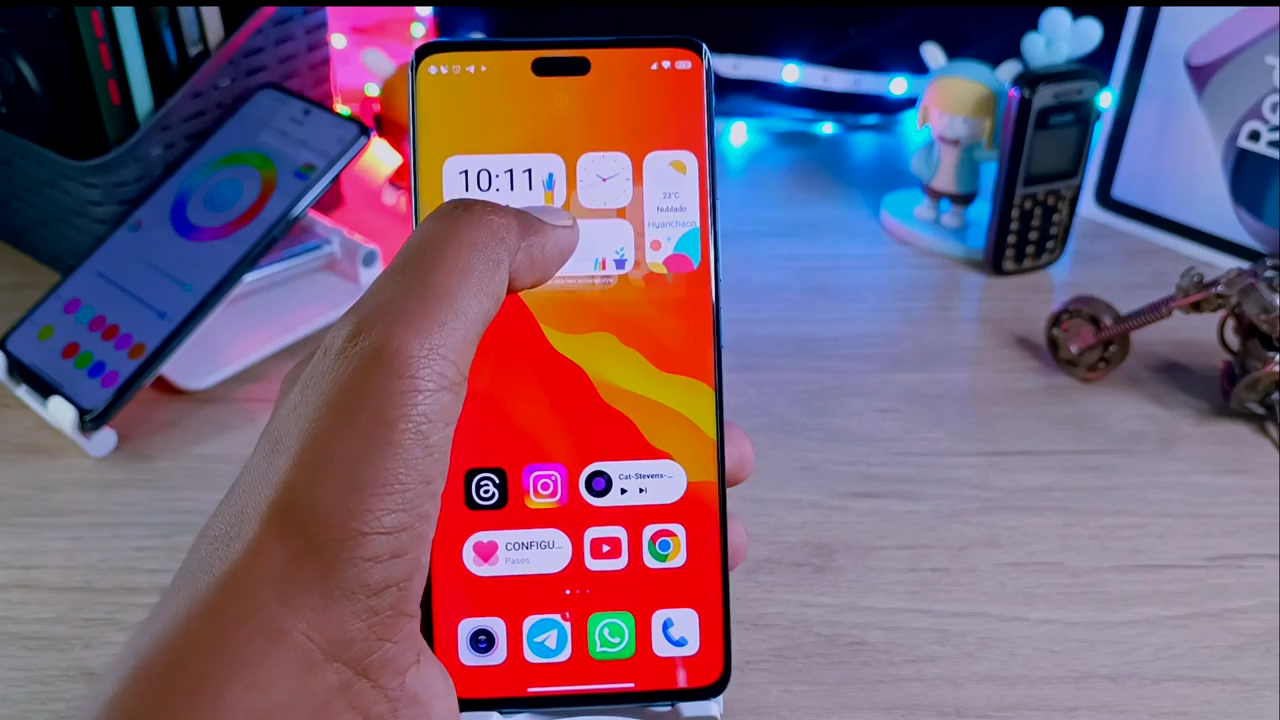 10:11
23°C
Nublado
Huanchaco
Cat-Stevens-...
CONFIGU...
Pasos